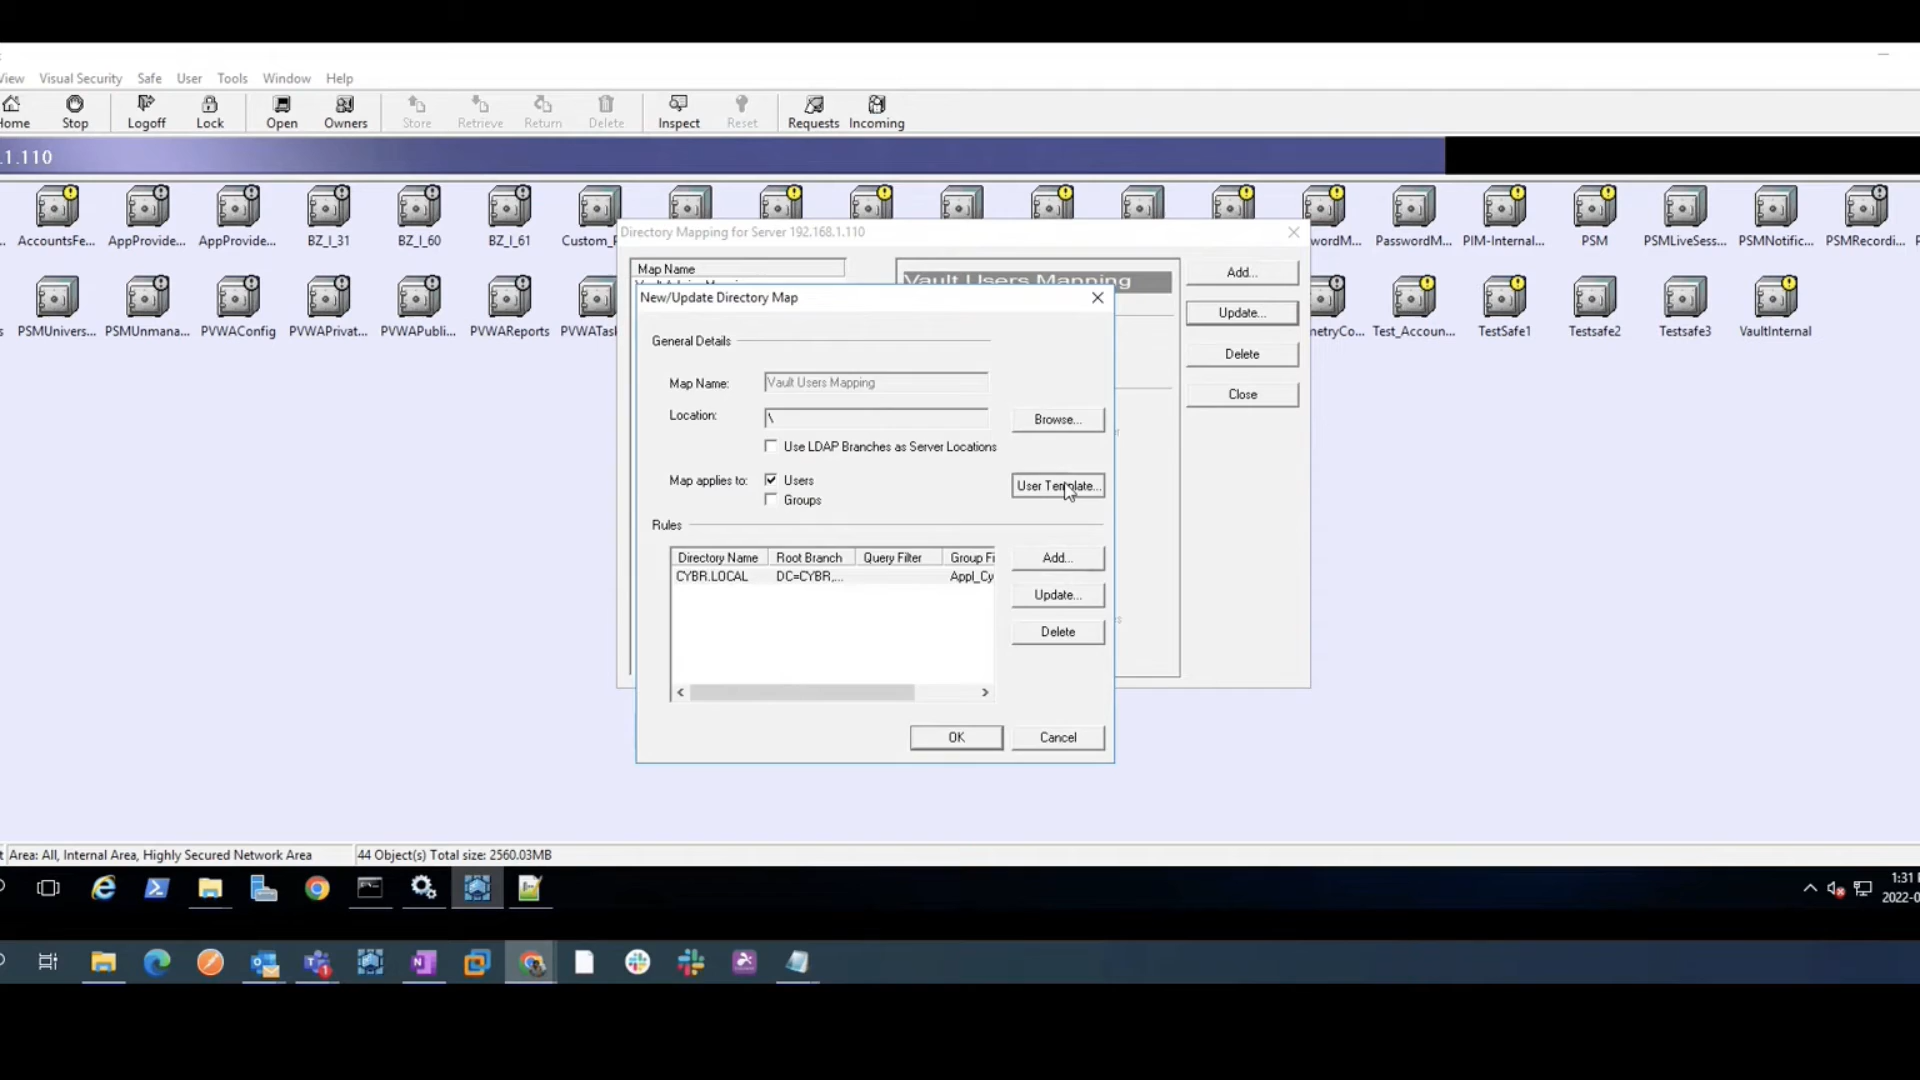 View Visual Security Safe User Tools Window Help
Home Stop Logoff Lock Open Owners Store Retrieve Return Delete Inspect Reset Requests Incoming
.1.110
AccountsFe... AppProvide... AppProvide... BZ_I_31 BZ_I_60 BZ_I_61 PasswordM... PIM-Internal... PSM PSMLiveSess... PSMNotific... PSMRecordi...
PSMUnivers... PSMUnmana... PVWAConfig PVWAPrivat... PVWAPubli... PVWAReports Test_Accoun... TestSafe1 Testsafe2 Testsafe3 VaultInternal
Directory Mapping for Server 192.168.1.110
Map Name
Vault Users Mapping
Add...
Update...
Delete
Close
New/Update Directory Map
General Details
Map Name: Vault Users Mapping
Location: \ Browse...
Use LDAP Branches as Server Locations
Map applies to: Users User Template...
Groups
Rules
Directory Name Root Branch Query Filter Group Fi
CYBR.LOCAL DC=CYBR,... Appl_Cy
Add...
Update...
Delete
OK Cancel
Area: All, Internal Area, Highly Secured Network Area 44 Object(s) Total size: 2560.03MB
1:31
2022-0